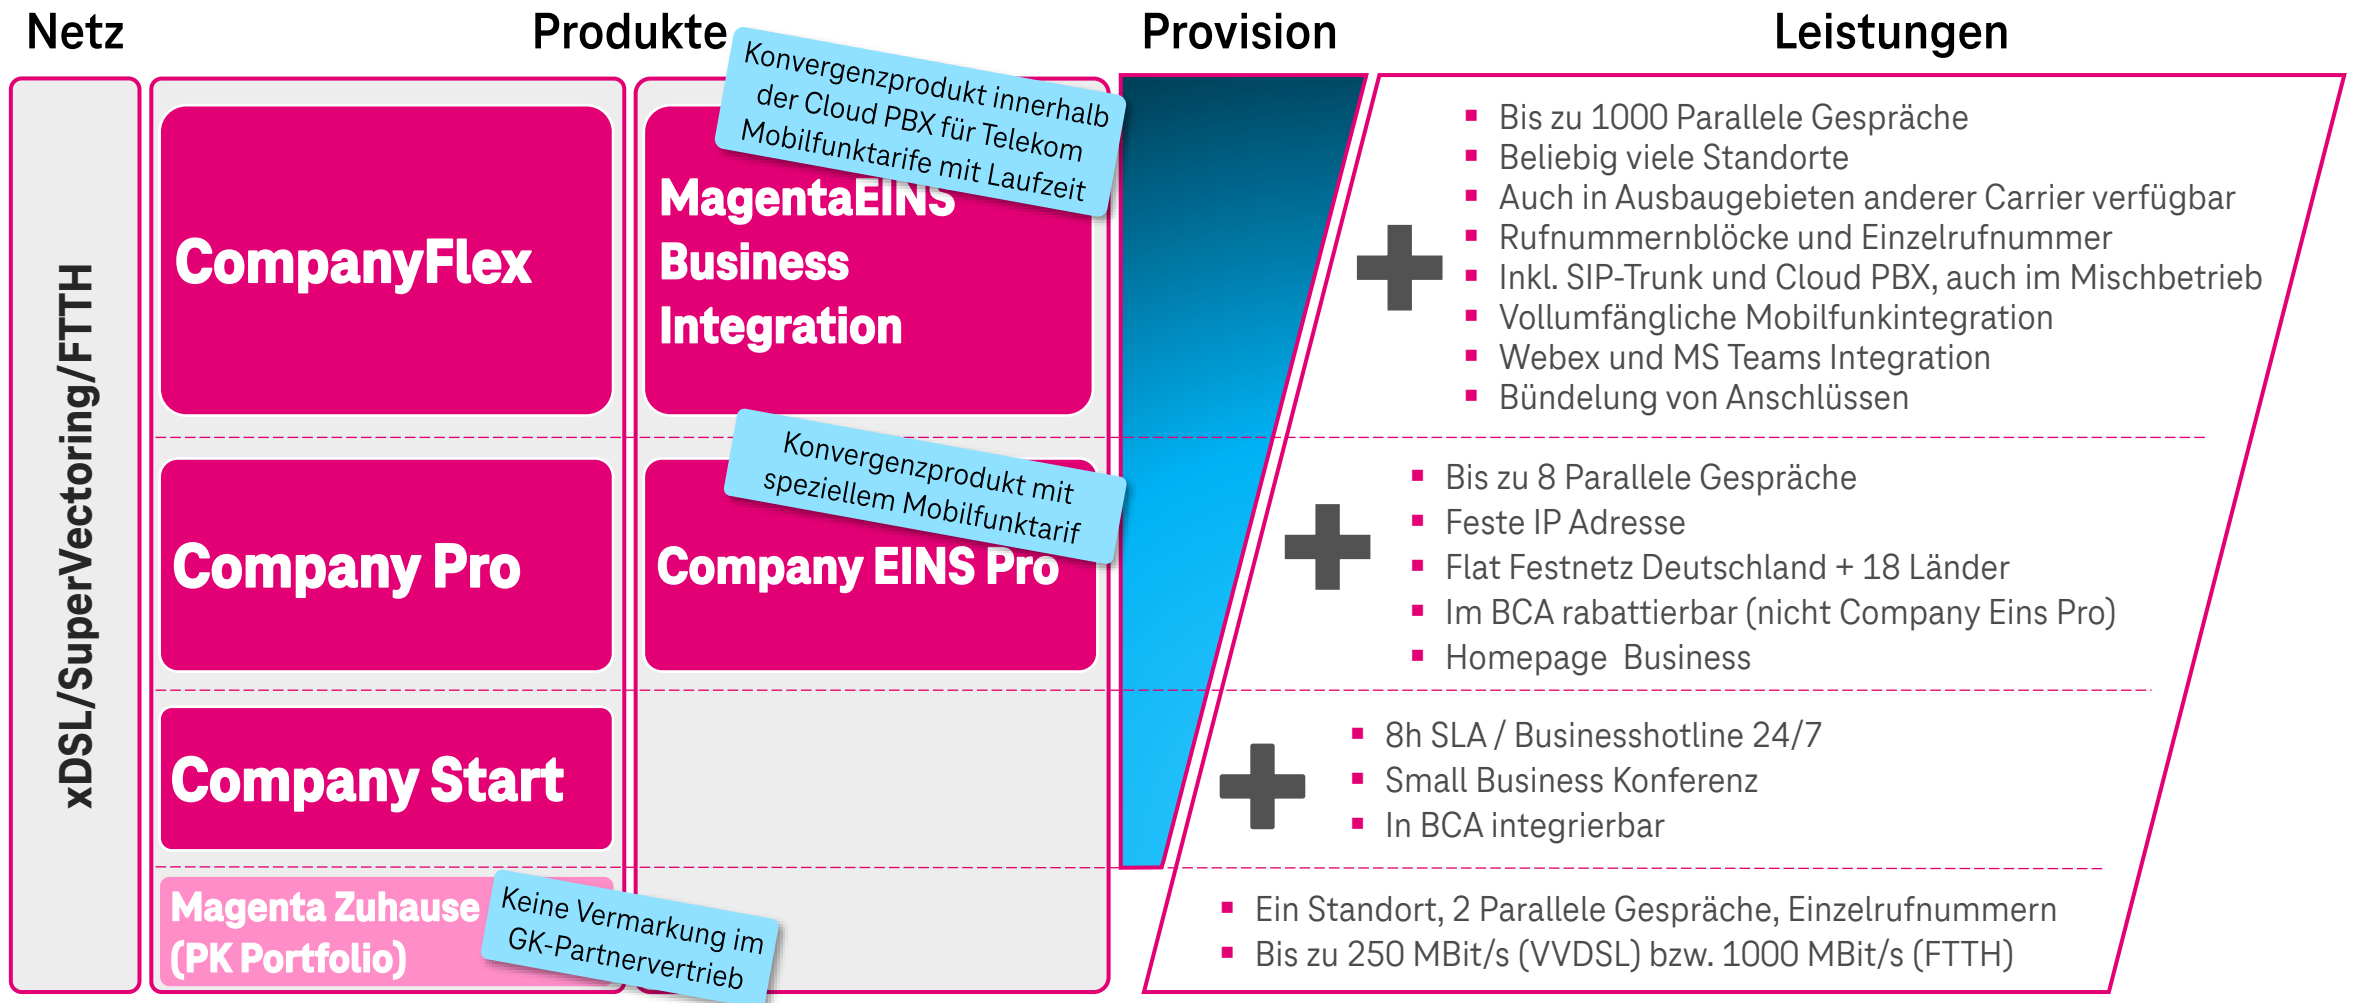 Netz
Produkte
Provision
Leistungen
xDSL/SuperVectoring/FTTH
CompanyFlex
Konvergenzprodukt innerhalb
der Cloud PBX für Telekom
Mobilfunktarife mit Laufzeit
MagentaEINS
Business
Integration
Bis zu 1000 Parallele Gespräche
Beliebig viele Standorte
Auch in Ausbaugebieten anderer Carrier verfügbar
Rufnummernblöcke und Einzelrufnummer
Inkl. SIP-Trunk und Cloud PBX, auch im Mischbetrieb
Vollumfängliche Mobilfunkintegration
Webex und MS Teams Integration
Bündelung von Anschlüssen
Company Pro
Konvergenzprodukt mit
speziellem Mobilfunktarif
Company EINS Pro
Bis zu 8 Parallele Gespräche
Feste IP Adresse
Flat Festnetz Deutschland + 18 Länder
Im BCA rabattierbar (nicht Company Eins Pro)
Homepage  Business
Company Start
8h SLA / Businesshotline 24/7
Small Business Konferenz
In BCA integrierbar
Magenta Zuhause
(PK Portfolio)
Keine Vermarkung im
GK-Partnervertrieb
Ein Standort, 2 Parallele Gespräche, Einzelrufnummern
Bis zu 250 MBit/s (VVDSL) bzw. 1000 MBit/s (FTTH)